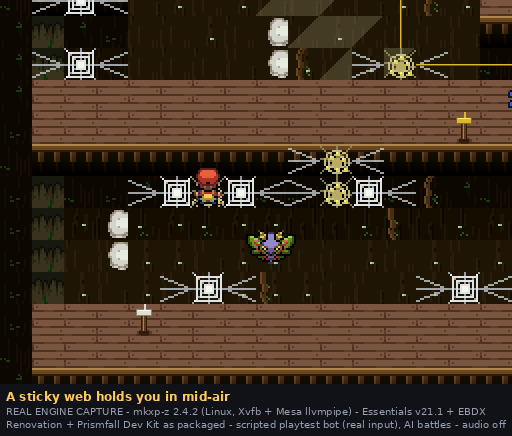 A sticky web holds you in mid-air
REAL ENGINE CAPTURE - mkxp-z 2.4.2 (Linux, Xvfb + Mesa llvmpipe) - Essentials v21.1 + EBDX
Renovation + Prismfall Dev Kit as packaged - scripted playtest bot (real input), AI battles - audio off